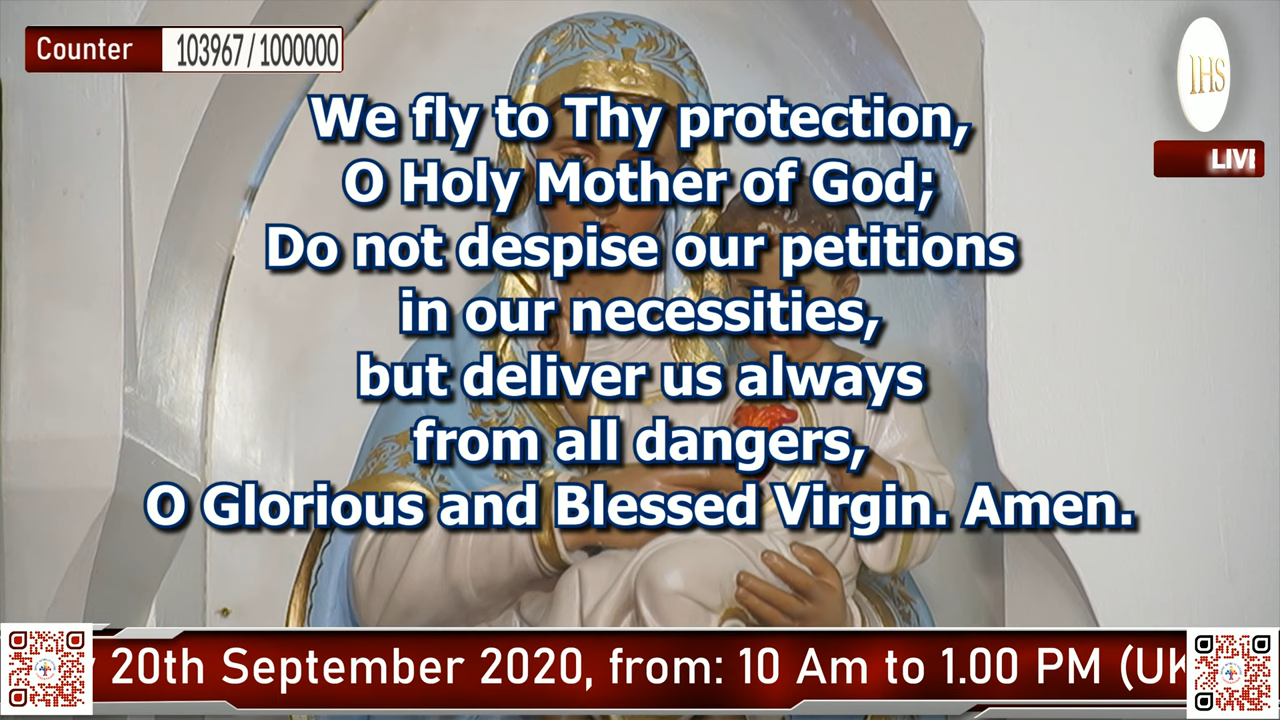 Counter 103967/1000000
IHS
LIVE
We fly to Thy protection,
O Holy Mother of God;
Do not despise our petitions
in our necessities,
but deliver us always
from all dangers,
O Glorious and Blessed Virgin. Amen.
20th September 2020, from: 10 Am to 1.00 PM (UK